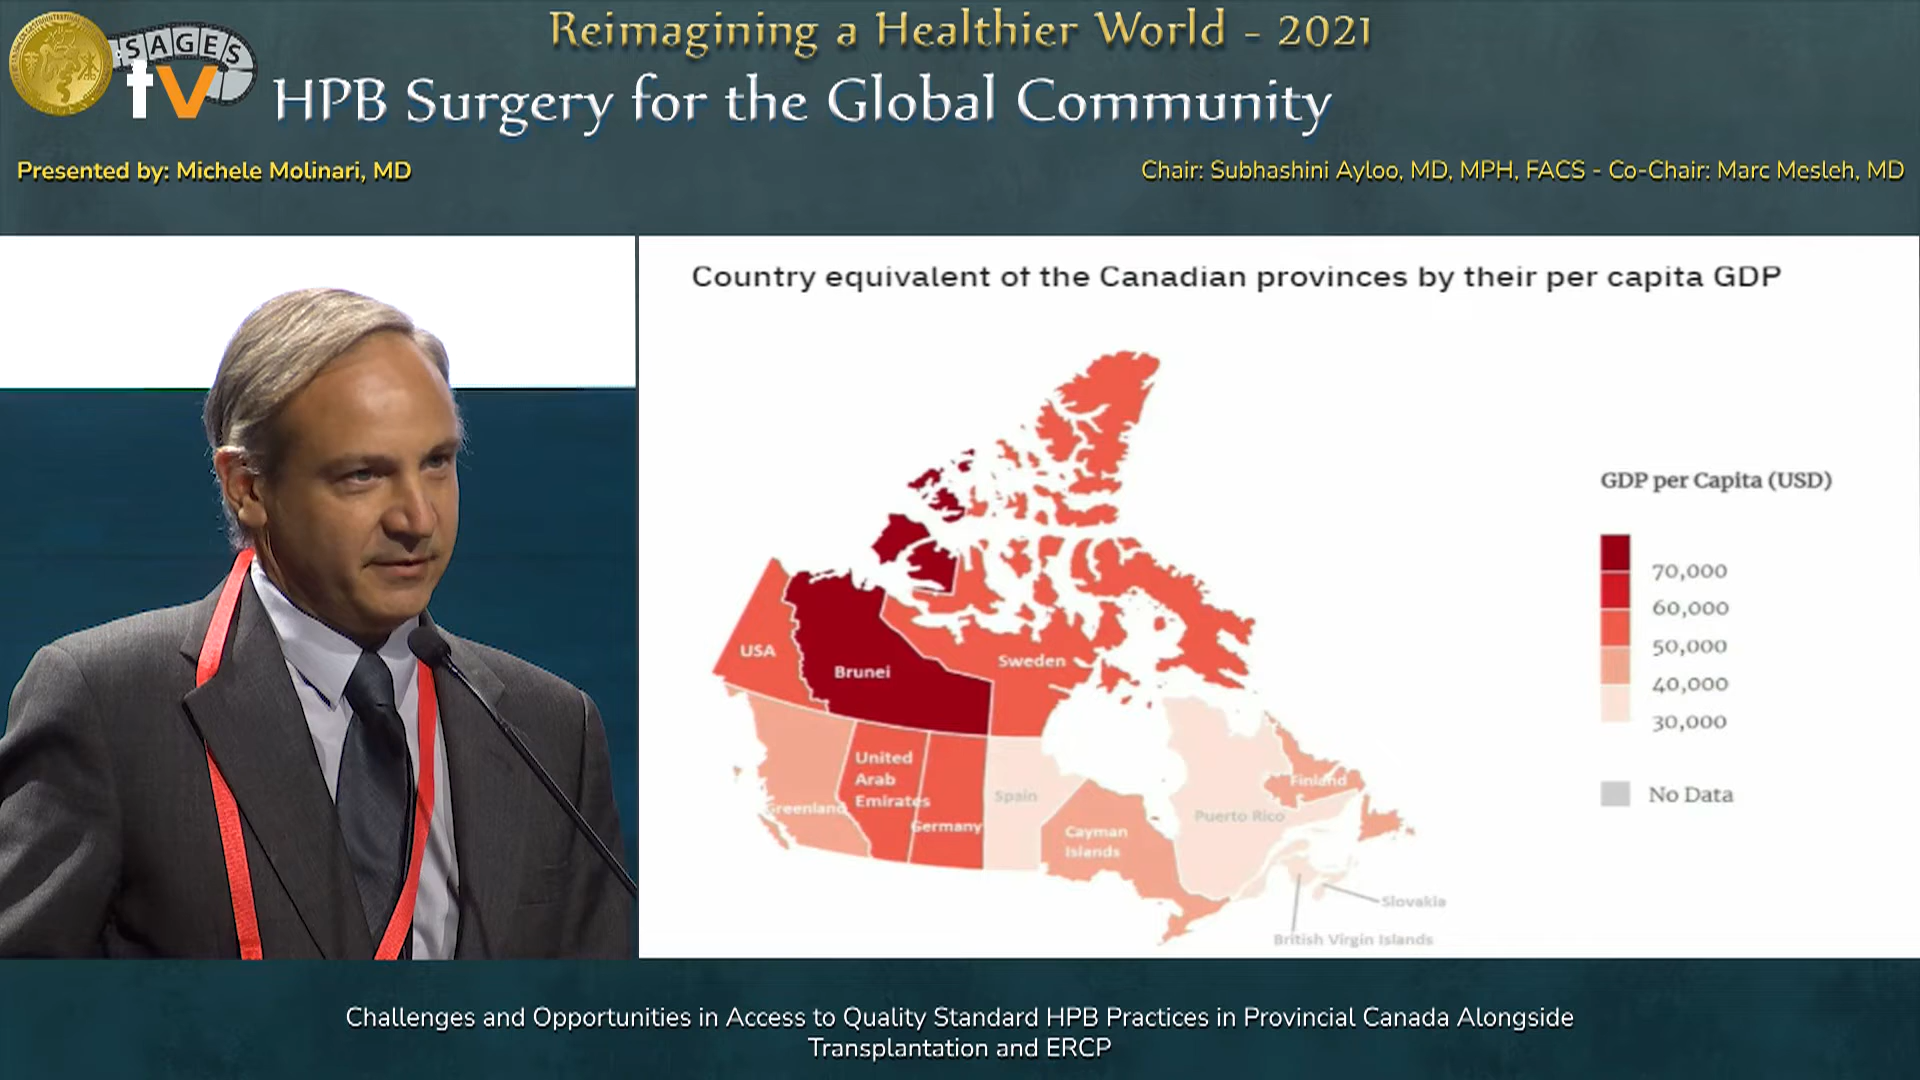 Reimagining a Healthier World - 2021
SAGES
tv
HPB Surgery for the Global Community
Presented by: Michele Molinari, MD
Chair: Subhashini Ayloo, MD, MPH, FACS - Co-Chair: Marc Mesleh, MD
Country equivalent of the Canadian provinces by their per capita GDP
GDP per Capita (USD)
70,000
60,000
50,000
40,000
30,000
No Data
USA
Brunei
Sweden
Greenland
United
Arab
Emirates
Germany
Spain
Cayman
Islands
Puerto Rico
Finland
Slovakia
British Virgin Islands
Challenges and Opportunities in Access to Quality Standard HPB Practices in Provincial Canada Alongside
Transplantation and ERCP